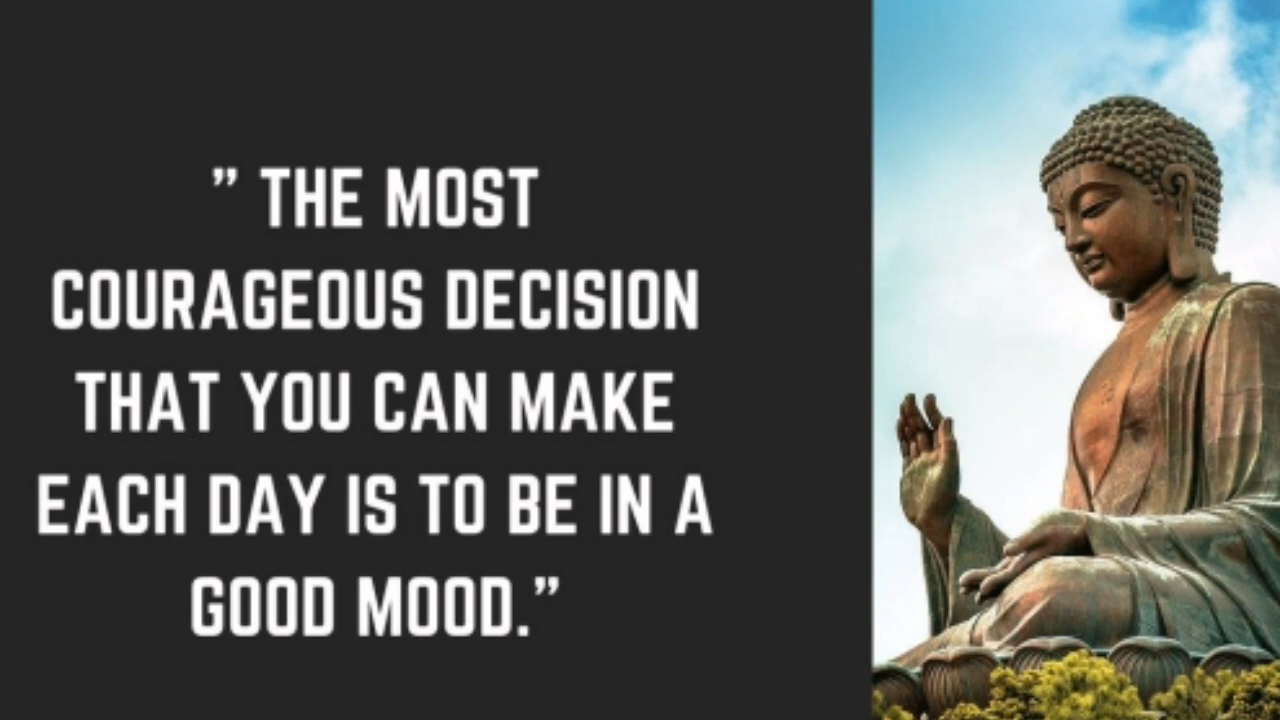 ” THE MOST
COURAGEOUS DECISION
THAT YOU CAN MAKE
EACH DAY IS TO BE IN A
GOOD MOOD.”